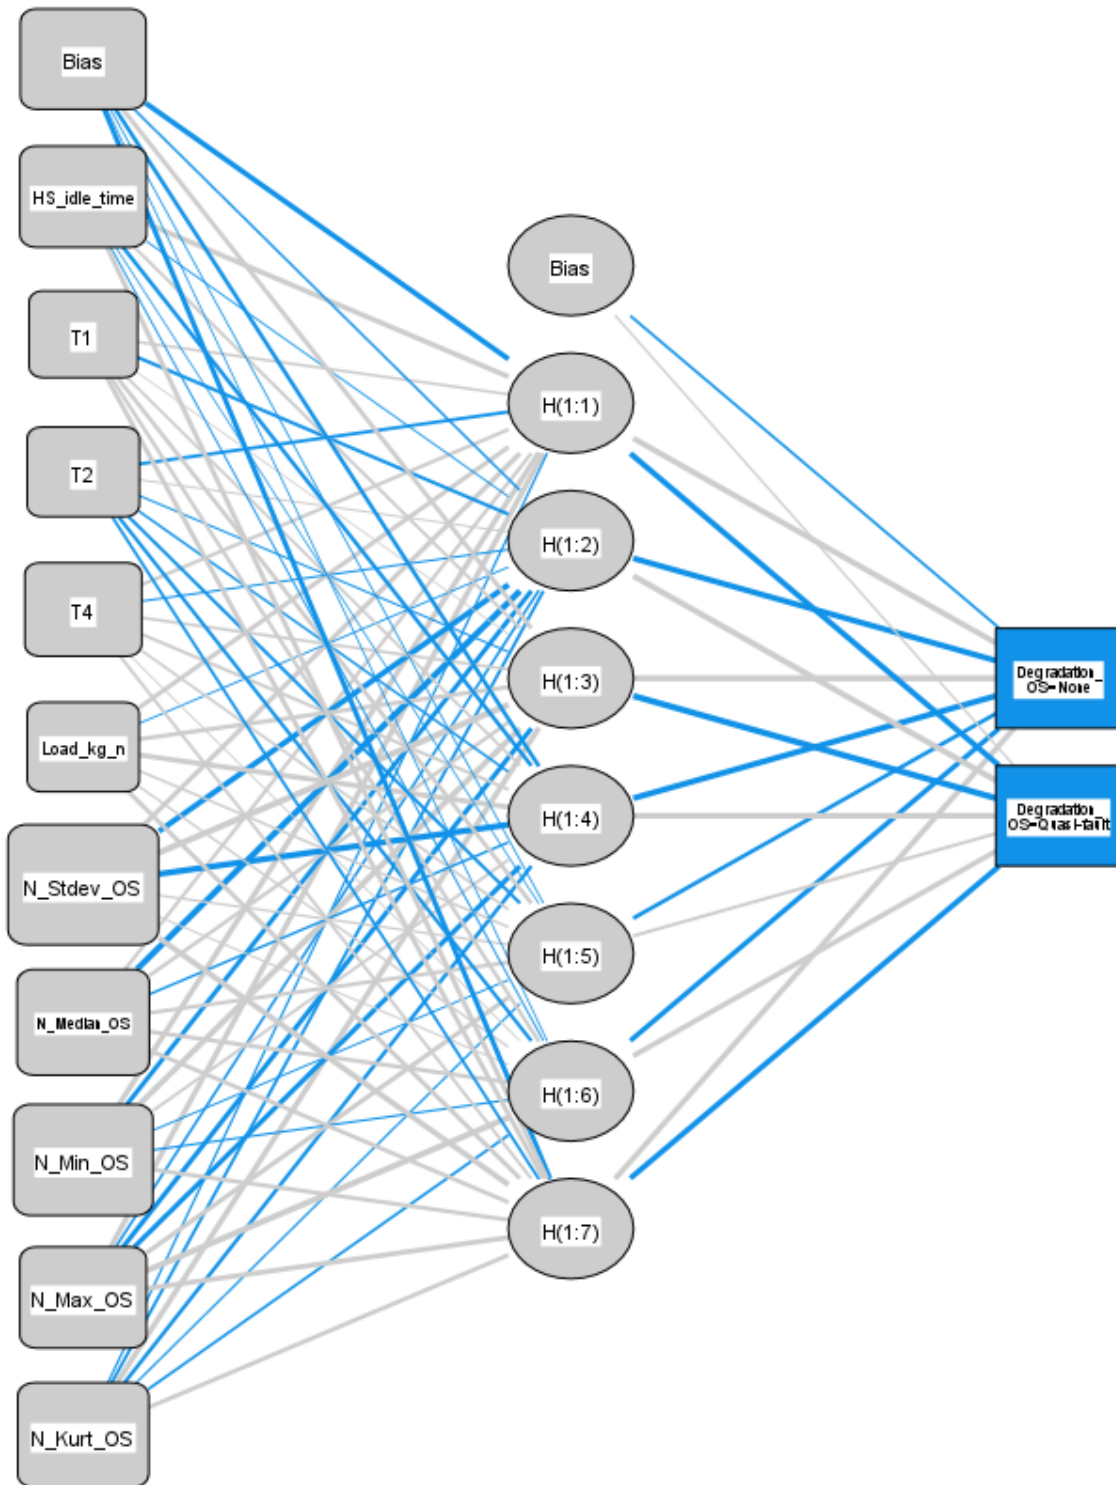 Bias
HS_idle_time
T1
T2
T4
Load_kg_n
N_Stdev_OS
N_Median_OS
N_Min_OS
N_Max_OS
N_Kurt_OS
Bias
H(1:1)
H(1:2)
H(1:3)
H(1:4)
H(1:5)
H(1:6)
H(1:7)
Degradation_
OS=None
Degradation_
OS=Quasi-fault